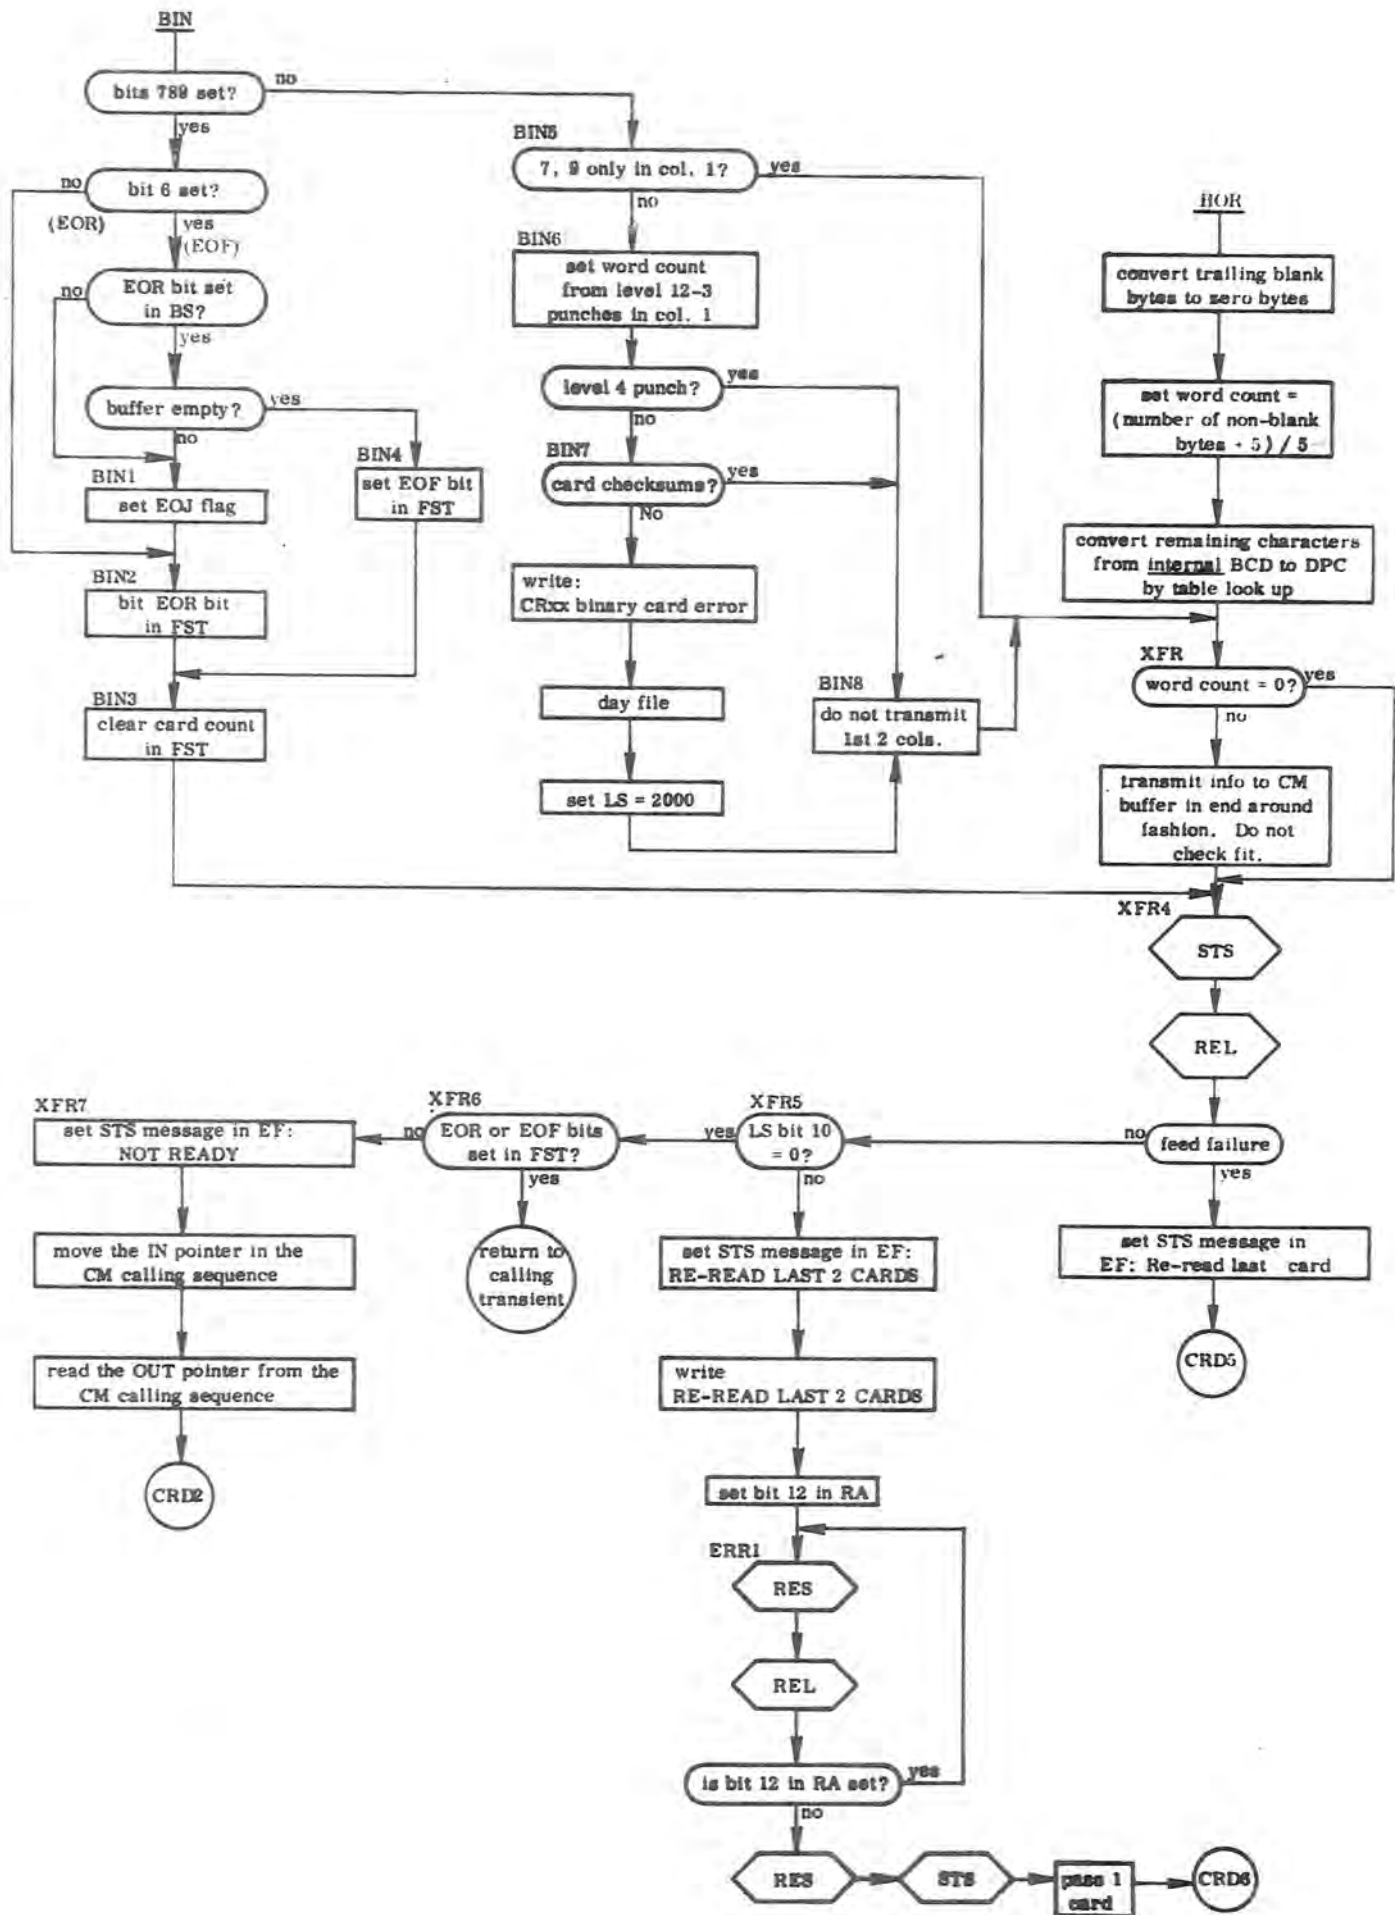 BIN
bits 789 set?
no
yes
bit 6 set?
no
(EOR)
yes
(EOF)
EOR bit set
in BS?
no
yes
buffer empty?
yes
no
BIN1
set EOJ flag
BIN4
set EOF bit
in FST
BIN2
bit EOR bit
in FST
BIN3
clear card count
in FST
BIN5
7, 9 only in col. 1?
yes
no
BIN6
set word count
from level 12-3
punches in col. 1
level 4 punch?
yes
no
BIN7
card checksums?
yes
No
write:
CRxx binary card error
day file
set LS = 2000
BIN8
do not transmit
1st 2 cols.
convert trailing blank
bytes to zero bytes
set word count =
(number of non-blank
bytes + 5) / 5
convert remaining characters
from internal BCD to DPC
by table look up
XFR
word count = 0?
yes
no
transmit info to CM
buffer in end around
fashion. Do not
check fit.
XFR4
STS
REL
feed failure
no
yes
set STS message in
EF: Re-read last card
CRD5
XFR5
LS bit 10
= 0?
yes
no
XFR6
EOR or EOF bits
set in FST?
no
yes
return to
calling
transient
XFR7
set STS message in EF:
NOT READY
move the IN pointer in the
CM calling sequence
read the OUT pointer from the
CM calling sequence
CRD2
set STS message in EF:
RE-READ LAST 2 CARDS
write
RE-READ LAST 2 CARDS
set bit 12 in RA
ERR1
RES
REL
is bit 12 in RA set?
yes
no
RES
STS
pass 1
card
CRD6